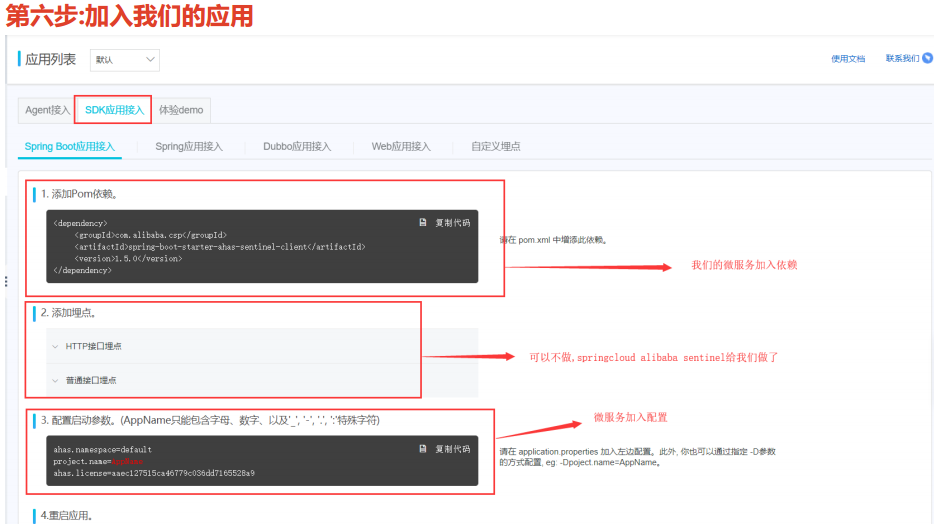 第六步:加入我们的应用
应用列表 默认 使用文档 联系我们
Agent接入 SDK应用接入 体验demo
Spring Boot应用接入 Spring应用接入 Dubbo应用接入 Web应用接入 自定义埋点
1. 添加Pom依赖。
<dependency> 复制代码
<groupId>com.alibaba.csp</groupId>
<artifactId>spring-boot-starter-ahas-sentinel-client</artifactId>
<version>1.5.0</version>
</dependency>
请在 pom.xml 中增添此依赖。
我们的微服务加入依赖
2. 添加埋点。
HTTP接口埋点
普通接口埋点
可以不做,springcloud alibaba sentinel给我们做了
3. 配置启动参数。(AppName只能包含字母、数字、以及'_', '-', '.', ':'特殊字符)
微服务加入配置
ahas.namespace=default 复制代码
project.name=AppName
ahas.license=aaec127515ca46779c036dd7165528a9
请在 application.properties 加入左边配置。此外, 你也可以通过指定 -D参数
的方式配置, eg: -Dpoject.name=AppName。
4.重启应用。